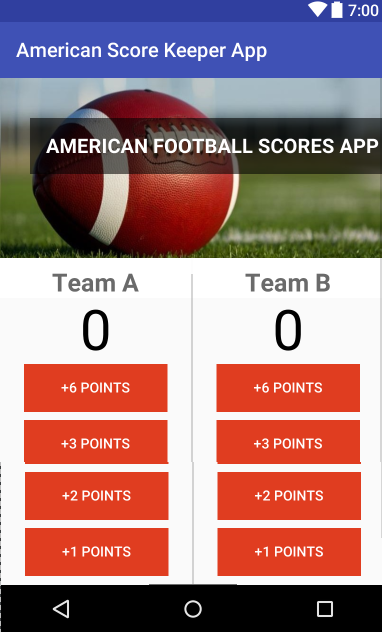 7:00
American Score Keeper App
AMERICAN FOOTBALL SCORES APP
Team A Team B
0 0
+6 POINTS +6 POINTS
+3 POINTS +3 POINTS
+2 POINTS +2 POINTS
+1 POINTS +1 POINTS